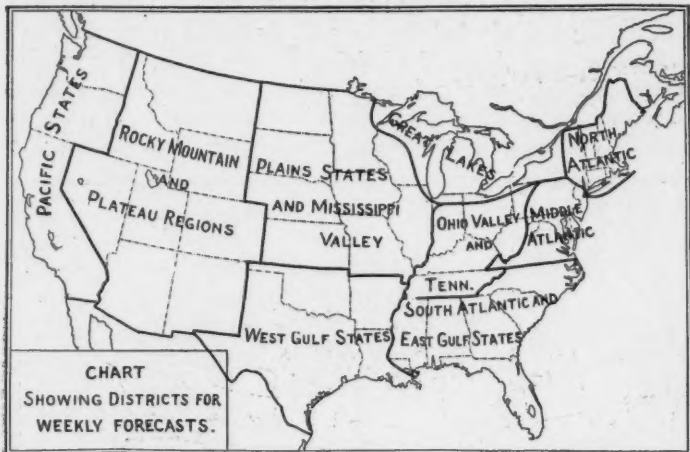 PACIFIC STATES
ROCKY MOUNTAIN
AND
PLATEAU REGIONS
PLAINS STATES
AND MISSISSIPPI
VALLEY
GREAT LAKES
NORTH
ATLANTIC
OHIO VALLEY
AND
TENN.
MIDDLE
ATLANTIC
SOUTH ATLANTIC AND
EAST GULF STATES
WEST GULF STATES
CHART
SHOWING DISTRICTS FOR
WEEKLY FORECASTS.